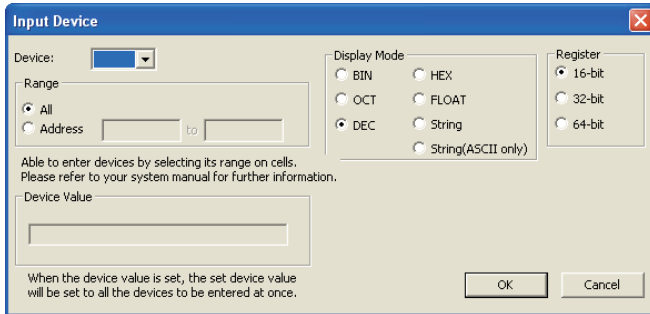 Input Device
Device:
Range
All
Address
to
Able to enter devices by selecting its range on cells.
Please refer to your system manual for further information.
Device Value
When the device value is set, the set device value
will be set to all the devices to be entered at once.
Display Mode
BIN
HEX
OCT
FLOAT
DEC
String
String(ASCII only)
Register
16-bit
32-bit
64-bit
OK
Cancel